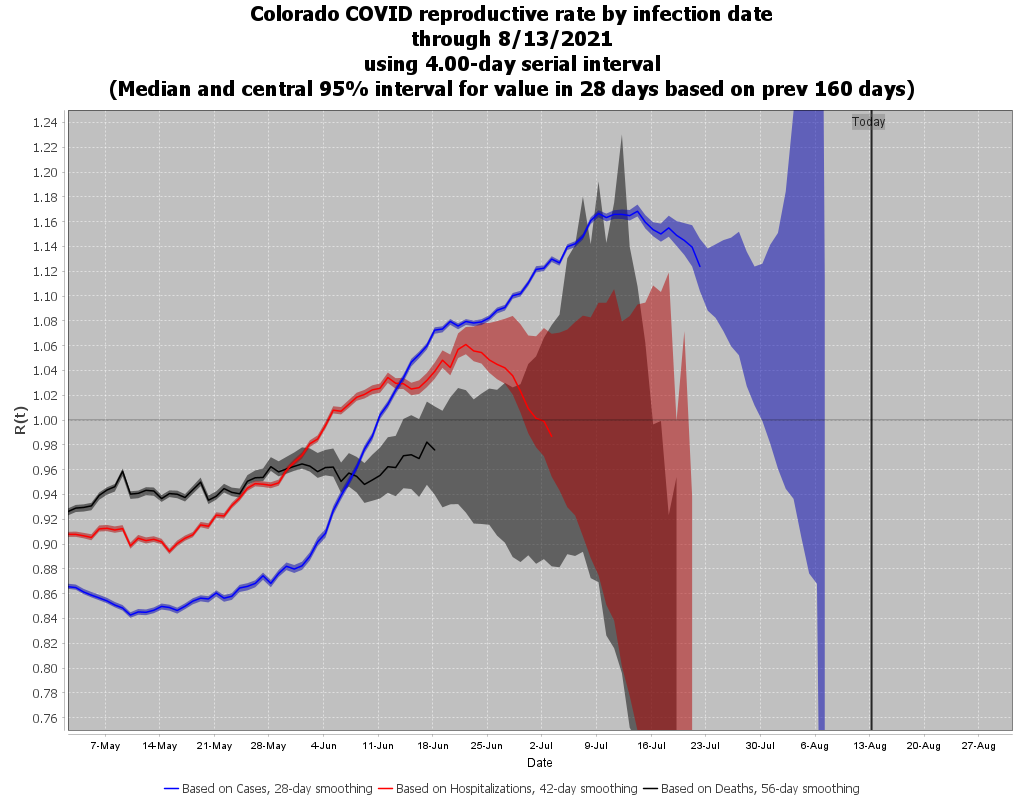 Colorado COVID reproductive rate by infection date
through 8/13/2021
using 4.00-day serial interval
(Median and central 95% interval for value in 28 days based on prev 160 days)
Today
R(t)
1.24
1.22
1.20
1.18
1.16
1.14
1.12
1.10
1.08
1.06
1.04
1.02
1.00
0.98
0.96
0.94
0.92
0.90
0.88
0.86
0.84
0.82
0.80
0.78
0.76
7-May 14-May 21-May 28-May 4-Jun 11-Jun 18-Jun 25-Jun 2-Jul 9-Jul 16-Jul 23-Jul 30-Jul 6-Aug 13-Aug 20-Aug 27-Aug
Date
Based on Cases, 28-day smoothing Based on Hospitalizations, 42-day smoothing Based on Deaths, 56-day smoothing